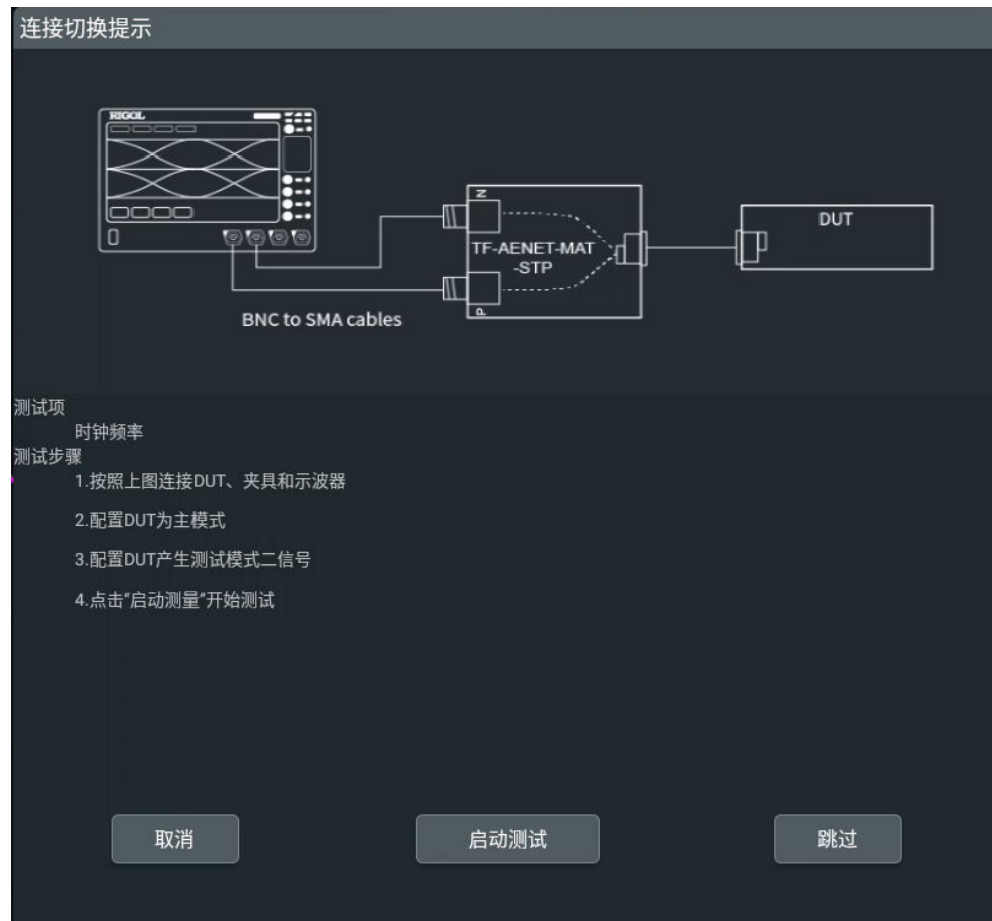 连接切换提示
RIGOL
N
TF-AENET-MAT
-STP
P
DUT
BNC to SMA cables
测试项
时钟频率
测试步骤
1.按照上图连接DUT、夹具和示波器
2.配置DUT为主模式
3.配置DUT产生测试模式二信号
4.点击"启动测量"开始测试
取消
启动测试
跳过